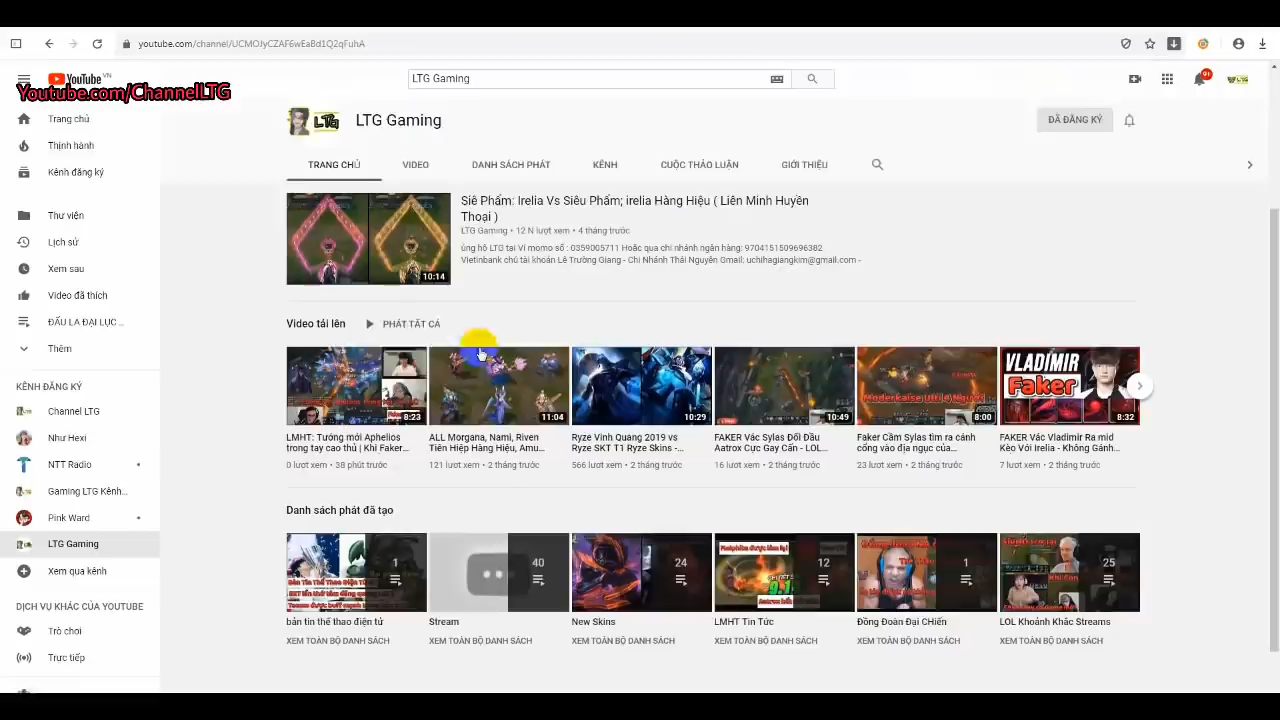 youtube.com/channel/UCMOJyCZAF6wEaBd1Q2qFuhA
YouTube VN
Youtube.com/ChannelLTG
LTG Gaming
91
Trang chủ
Thịnh hành
Kênh đăng ký
Thư viện
Lịch sử
Xem sau
Video đã thích
ĐẤU LA ĐẠI LỤC ...
Thêm
KÊNH ĐĂNG KÝ
Channel LTG
Như Hexi
NTT Radio
Gaming LTG Kênh...
Pink Ward
LTG Gaming
Xem qua kênh
DỊCH VỤ KHÁC CỦA YOUTUBE
Trò chơi
Trực tiếp
LTG
LTG Gaming
ĐÃ ĐĂNG KÝ
TRANG CHỦ
VIDEO
DANH SÁCH PHÁT
KÊNH
CUỘC THẢO LUẬN
GIỚI THIỆU
10:14
Siê Phẩm: Irelia Vs Siêu Phẩm; irelia Hàng Hiệu ( Liên Minh Huyền
Thoại )
LTG Gaming • 12 N lượt xem • 4 tháng trước
ủng hộ LTG tại Ví momo số : 0359005711 Hoặc qua chi nhánh ngân hàng: 9704151509696382
Vietinbank chủ tài khoản Lê Trường Giang - Chi Nhánh Thái Nguyên Gmail: uchihagiangkim@gmail.com -
Video tải lên
PHÁT TẤT CẢ
8:23
LMHT: Tướng mới Aphelios
trong tay cao thủ | Khi Faker...
0 lượt xem • 38 phút trước
11:04
ALL Morgana, Nami, Riven
Tiên Hiệp Hàng Hiệu, Amu...
121 lượt xem • 2 tháng trước
10:29
Ryze Vinh Quang 2019 vs
Ryze SKT T1 Ryze Skins -...
566 lượt xem • 2 tháng trước
10:49
FAKER Vác Sylas Đối Đầu
Aatrox Cực Gay Cấn - LOL...
16 lượt xem • 2 tháng trước
Moderkaise Ulti 4 Người
8:00
Faker Cầm Sylas tìm ra cánh
cổng vào địa ngục của...
23 lượt xem • 2 tháng trước
VLADIMIR
Faker
8:32
FAKER Vác Vladimir Ra mid
Kèo Với Irelia - Không Gánh...
7 lượt xem • 2 tháng trước
Danh sách phát đã tạo
1
bản tin thể thao điện tử
XEM TOÀN BỘ DANH SÁCH
40
Stream
XEM TOÀN BỘ DANH SÁCH
24
New Skins
XEM TOÀN BỘ DANH SÁCH
12
LMHT Tin Tức
XEM TOÀN BỘ DANH SÁCH
1
Đồng Đoàn Đại CHiến
XEM TOÀN BỘ DANH SÁCH
25
LOL Khoảnh Khắc Streams
XEM TOÀN BỘ DANH SÁCH